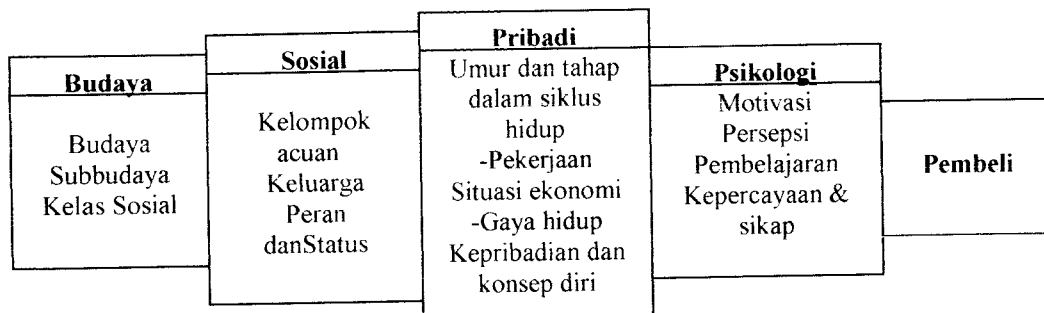 Budaya
Budaya
Subbudaya
Kelas Sosial
Sosial
Kelompok
acuan
Keluarga
Peran
danStatus
Pribadi
Umur dan tahap
dalam siklus
hidup
-Pekerjaan
Situasi ekonomi
-Gaya hidup
Kepribadian dan
konsep diri
Psikologi
Motivasi
Persepsi
Pembelajaran
Kepercayaan &
sikap
Pembeli